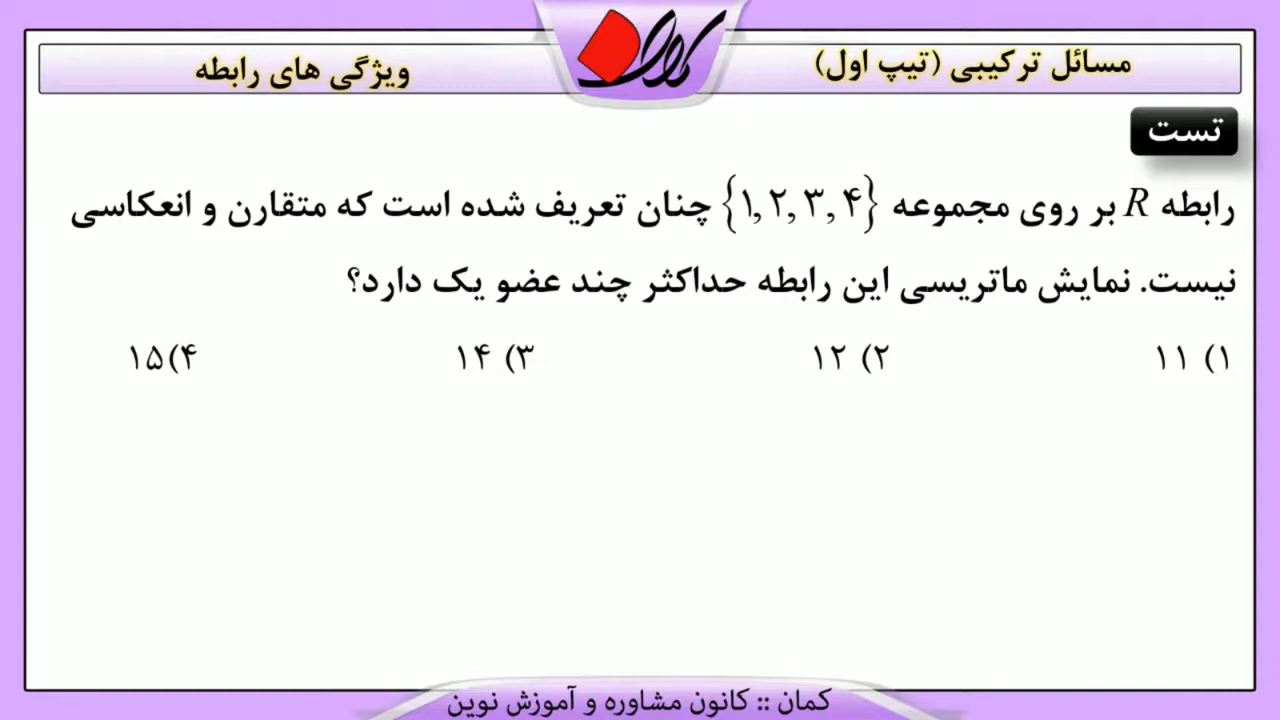 مسائل ترکیبی (تیپ اول)
کمان
ویژگی های رابطه
تست
رابطه R بر روی مجموعه {۱, ۲, ۳, ۴} چنان تعریف شده است که متقارن و انعکاسی
نیست. نمایش ماتریسی این رابطه حداکثر چند عضو یک دارد؟
۱) ۱۱ ۲) ۱۲ ۳) ۱۴ ۴) ۱۵
کمان :: کانون مشاوره و آموزش نوین